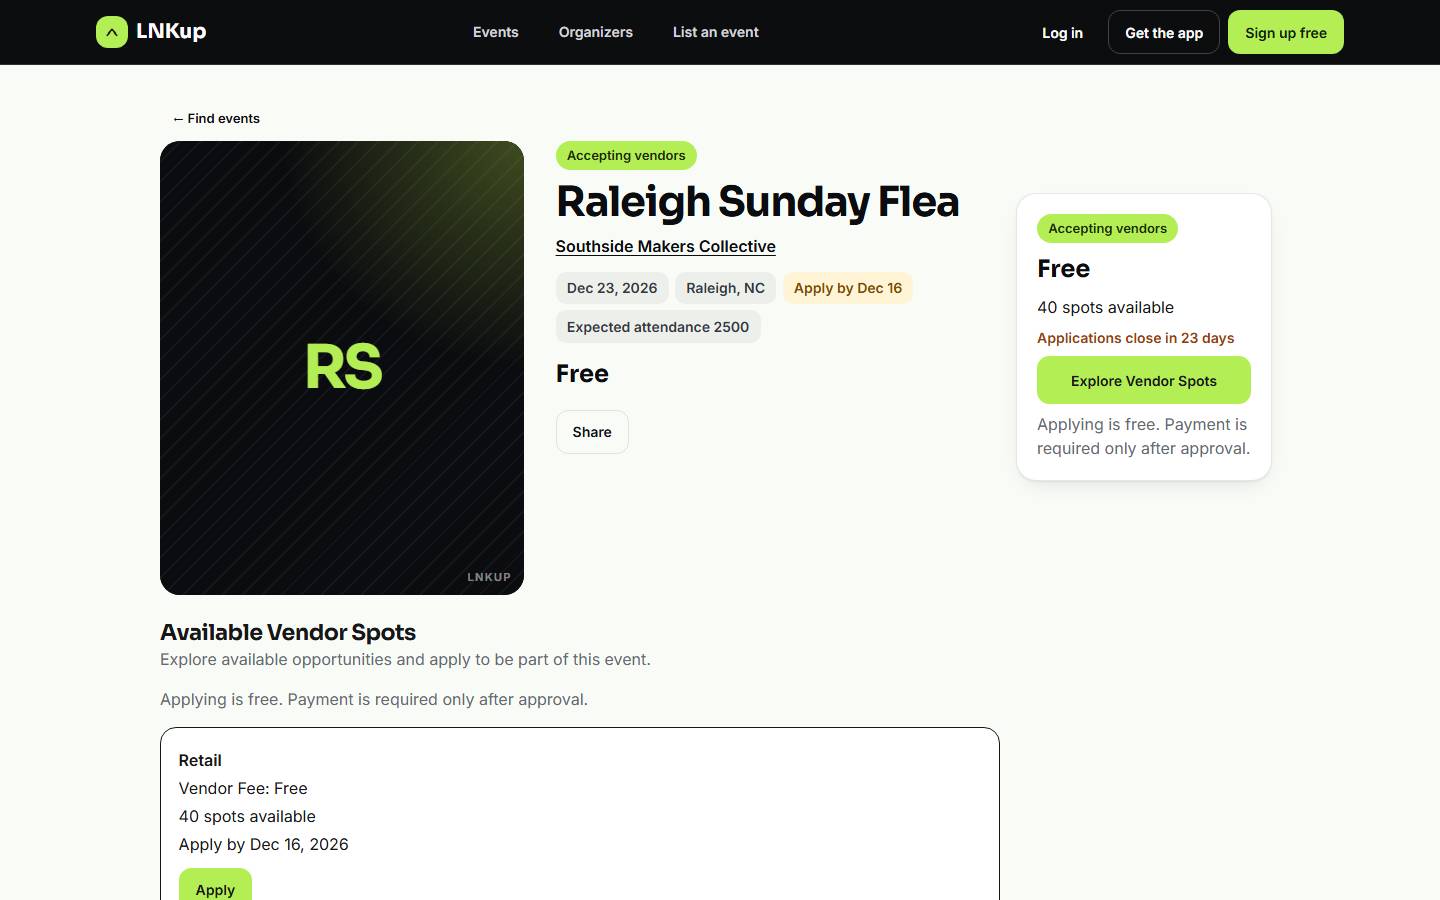 LNKup
Events
Organizers
List an event
Log in
Get the app
Sign up free
← Find events
RS
LNKUP
Accepting vendors
Raleigh Sunday Flea
Southside Makers Collective
Dec 23, 2026
Raleigh, NC
Apply by Dec 16
Expected attendance 2500
Free
Share
Accepting vendors
Free
40 spots available
Applications close in 23 days
Explore Vendor Spots
Applying is free. Payment is
required only after approval.
Available Vendor Spots
Explore available opportunities and apply to be part of this event.
Applying is free. Payment is required only after approval.
Retail
Vendor Fee: Free
40 spots available
Apply by Dec 16, 2026
Apply